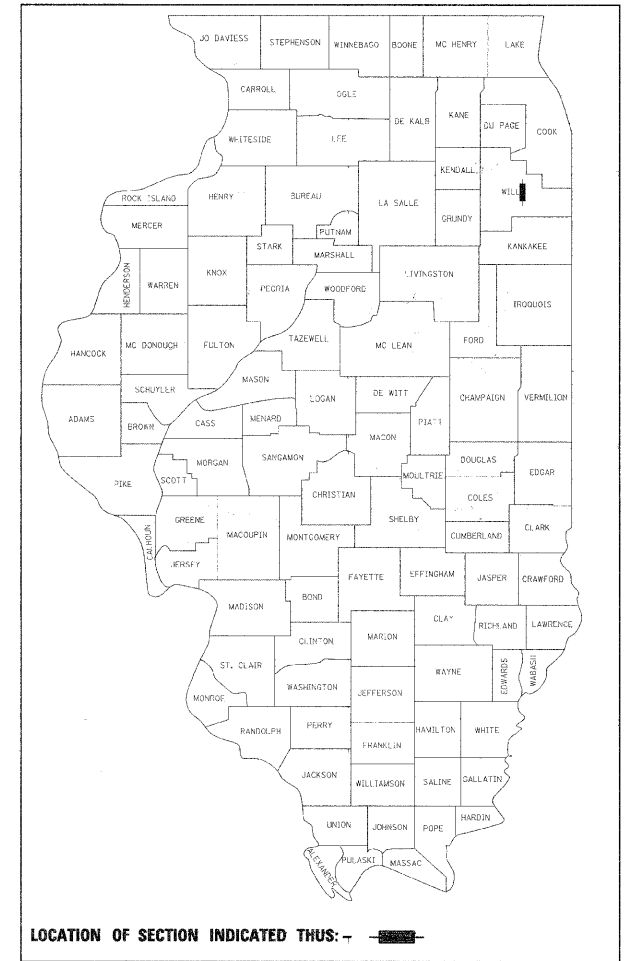 JO DAVIESS STEPHENSON WINNEBAGO BOONE MC HENRY LAKE
CARROLL OGLE DE KALB KANE DU PAGE COOK
WHITESIDE LEE
KENDALL
ROCK ISLAND HENRY BUREAU LA SALLE GRUNDY WILL
MERCER PUTNAM
STARK MARSHALL KANKAKEE
HENDERSON WARREN KNOX PEORIA WOODFORD LIVINGSTON IROQUOIS
FORD
HANCOCK MC DONOUGH FULTON TAZEWELL MC LEAN
SCHUYLER MASON LOGAN DE WITT CHAMPAIGN VERMILION
ADAMS BROWN CASS MENARD MACON PIATT
PIKE SCOTT MORGAN SANGAMON CHRISTIAN MOULTRIE DOUGLAS EDGAR
COLES
CALHOUN GREENE MACOUPIN MONTGOMERY SHELBY CUMBERLAND CLARK
JERSEY FAYETTE EFFINGHAM JASPER CRAWFORD
MADISON BOND
CLINTON MARION CLAY RICHLAND LAWRENCE
ST. CLAIR WASHINGTON JEFFERSON WAYNE EDWARDS WABASH
MONROE
RANDOLPH PERRY FRANKLIN HAMILTON WHITE
JACKSON WILLIAMSON SALINE GALLATIN
UNION JOHNSON POPE HARDIN
ALEXANDER PULASKI MASSAC
LOCATION OF SECTION INDICATED THUS:-